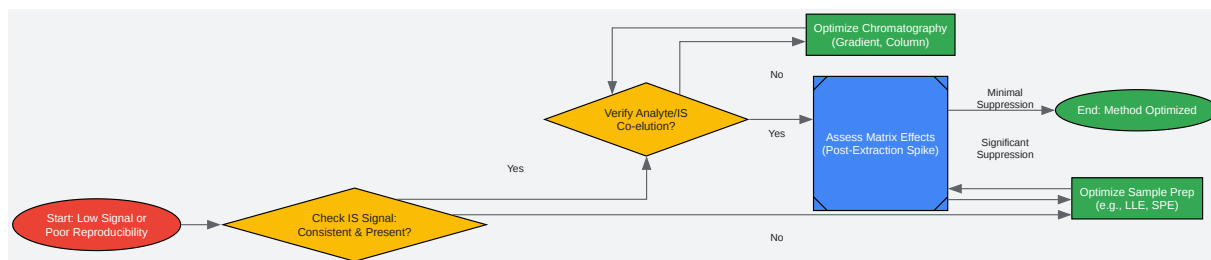 Start: Low Signal or
Poor Reproducibility
Check IS Signal:
Consistent & Present?
Yes
No
Verify Analyte/IS
Co-elution?
No
Yes
Optimize Chromatography
(Gradient, Column)
Assess Matrix Effects
(Post-Extraction Spike)
Minimal
Suppression
Significant
Suppression
End: Method Optimized
Optimize Sample Prep
(e.g., LLE, SPE)